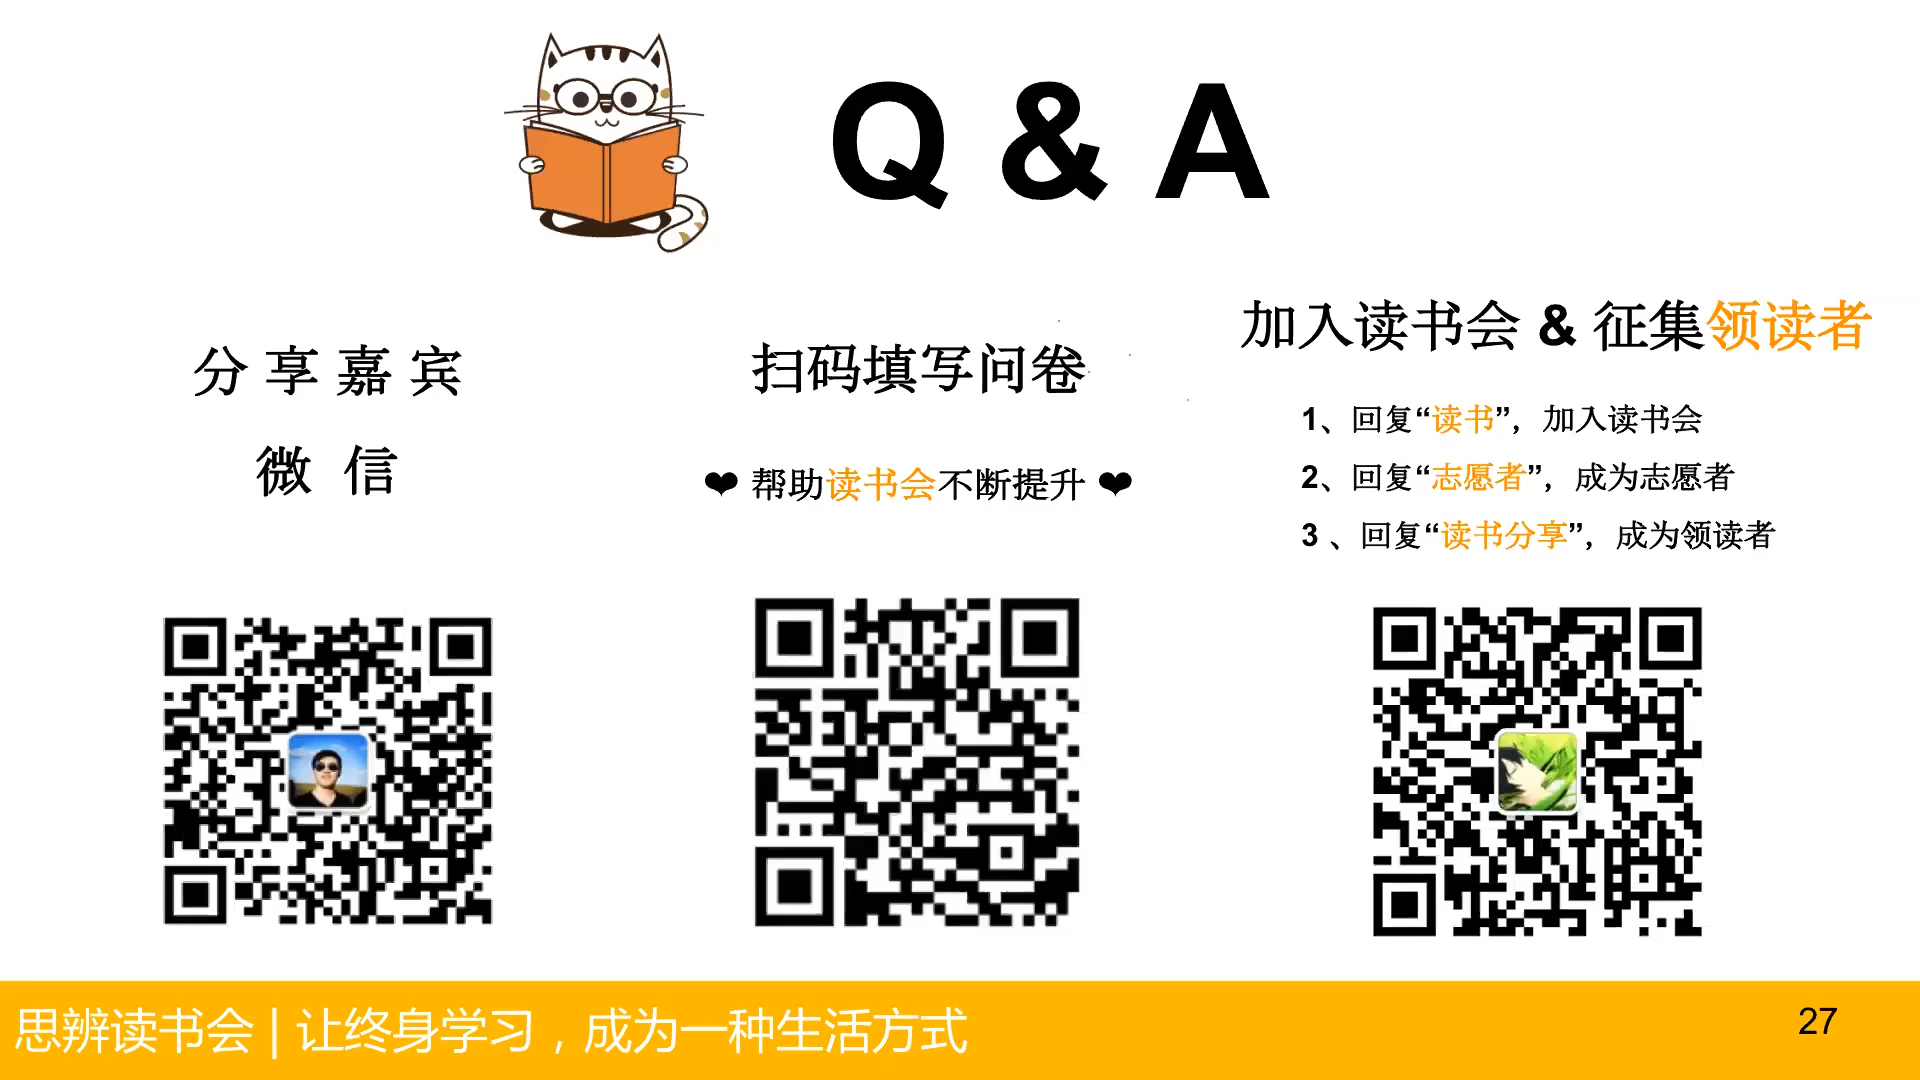 Q & A
分 享 嘉 宾
微 信
扫码填写问卷
❤ 帮助读书会不断提升 ❤
加入读书会 & 征集领读者
1、回复“读书”，加入读书会
2、回复“志愿者”，成为志愿者
3 、回复“读书分享”，成为领读者
思辨读书会 | 让终身学习，成为一种生活方式
27